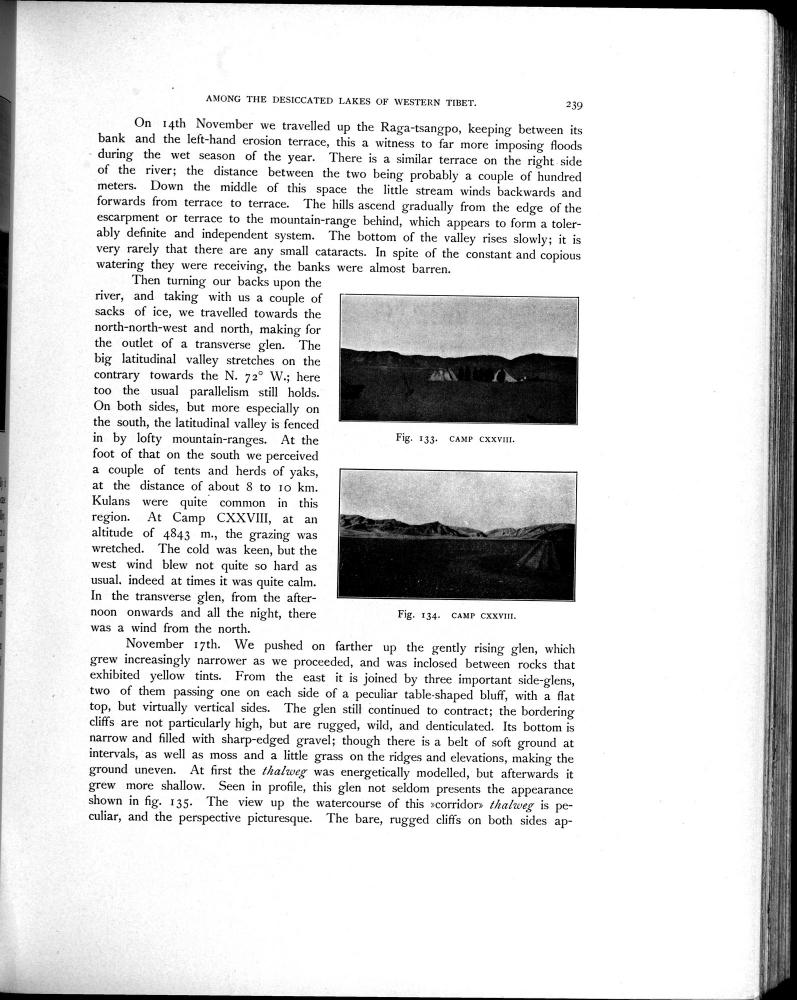 AMONG THE DESICCATED LAKES OF WESTERN TIBET. 239
On 14th November we travelled up the Raga-tsangpo, keeping between its
bank and the left-hand erosion terrace, this a witness to far more imposing floods
during the wet season of the year. There is a similar terrace on the right side
of the river; the distance between the two being probably a couple of hundred
meters. Down the middle of this space the little stream winds backwards and
forwards from terrace to terrace. The hills ascend gradually from the edge of the
escarpment or terrace to the mountain-range behind, which appears to form a toler-
ably definite and independent system. The bottom of the valley rises slowly; it is
very rarely that there are any small cataracts. In spite of the constant and copious
watering they were receiving, the banks were almost barren.
Then turning our backs upon the
river, and taking with us a couple of
sacks of ice, we travelled towards the
north-north-west and north, making for
the outlet of a transverse glen. The
big latitudinal valley stretches on the
contrary towards the N. 72° W.; here
too the usual parallelism still holds.
On both sides, but more especially on
the south, the latitudinal valley is fenced
in by lofty mountain-ranges. At the
foot of that on the south we perceived
a couple of tents and herds of yaks,
at the distance of about 8 to 10 km.
Kulans were quite common in this
region. At Camp CXXVIII, at an
altitude of 4843 m., the grazing was
wretched. The cold was keen, but the
west wind blew not quite so hard as
usual. indeed at times it was quite calm.
In the transverse glen, from the after-
noon onwards and all the night, there
was a wind from the north.
Fig. 133. CAMP CXXVIII.
Fig. 134. CAMP CXXVIII.
November 17th. We pushed on farther up the gently rising glen, which
grew increasingly narrower as we proceeded, and was inclosed between rocks that
exhibited yellow tints. From the east it is joined by three important side-glens,
two of them passing one on each side of a peculiar table-shaped bluff, with a flat
top, but virtually vertical sides. The glen still continued to contract; the bordering
cliffs are not particularly high, but are rugged, wild, and denticulated. Its bottom is
narrow and filled with sharp-edged gravel; though there is a belt of soft ground at
intervals, as well as moss and a little grass on the ridges and elevations, making the
ground uneven. At first the thalweg was energetically modelled, but afterwards it
grew more shallow. Seen in profile, this glen not seldom presents the appearance
shown in fig. 135. The view up the watercourse of this »corridor» thalweg is pe-
culiar, and the perspective picturesque. The bare, rugged cliffs on both sides ap-